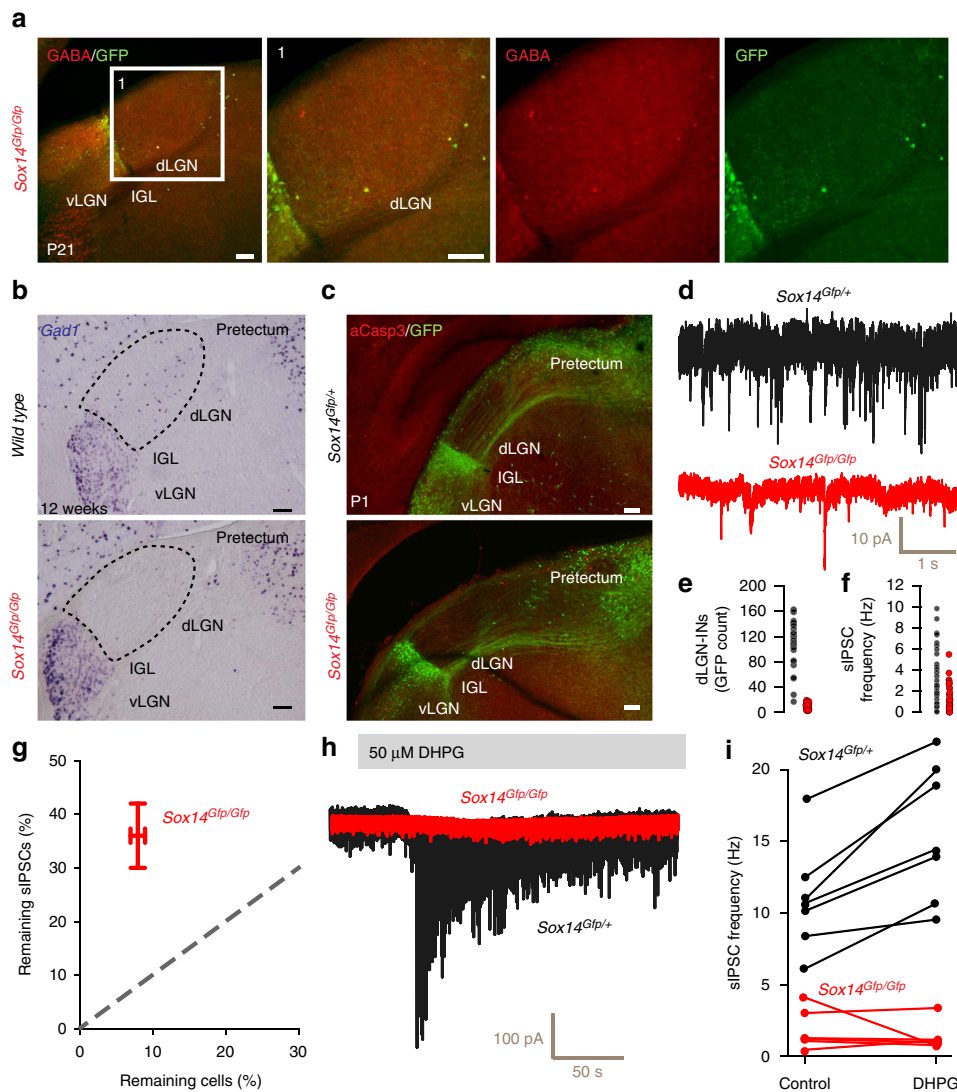 a
GABA/GFP
1
dLGN
IGL
vLGN
P21
1
dLGN
GABA
GFP
Sox14Gfp/Gfp
b
Gad1
Pretectum
dLGN
IGL
vLGN
12 weeks
Wild type
Pretectum
dLGN
IGL
vLGN
Sox14Gfp/Gfp
c
aCasp3/GFP
Pretectum
dLGN
IGL
vLGN
P1
Sox14Gfp/+
Pretectum
dLGN
IGL
vLGN
Sox14Gfp/Gfp
d
Sox14Gfp/+
Sox14Gfp/Gfp
10 pA
1 s
e
dLGN-INs
(GFP count)
200
160
120
80
40
0
f
sIPSC
frequency (Hz)
12
10
8
6
4
2
0
g
Remaining sIPSCs (%)
50
40
30
20
10
0
Sox14Gfp/Gfp
0 10 20 30
Remaining cells (%)
h
50 µM DHPG
Sox14Gfp/Gfp
Sox14Gfp/+
100 pA
50 s
i
Sox14Gfp/+
sIPSC frequency (Hz)
20
15
10
5
0
Sox14Gfp/Gfp
Control DHPG